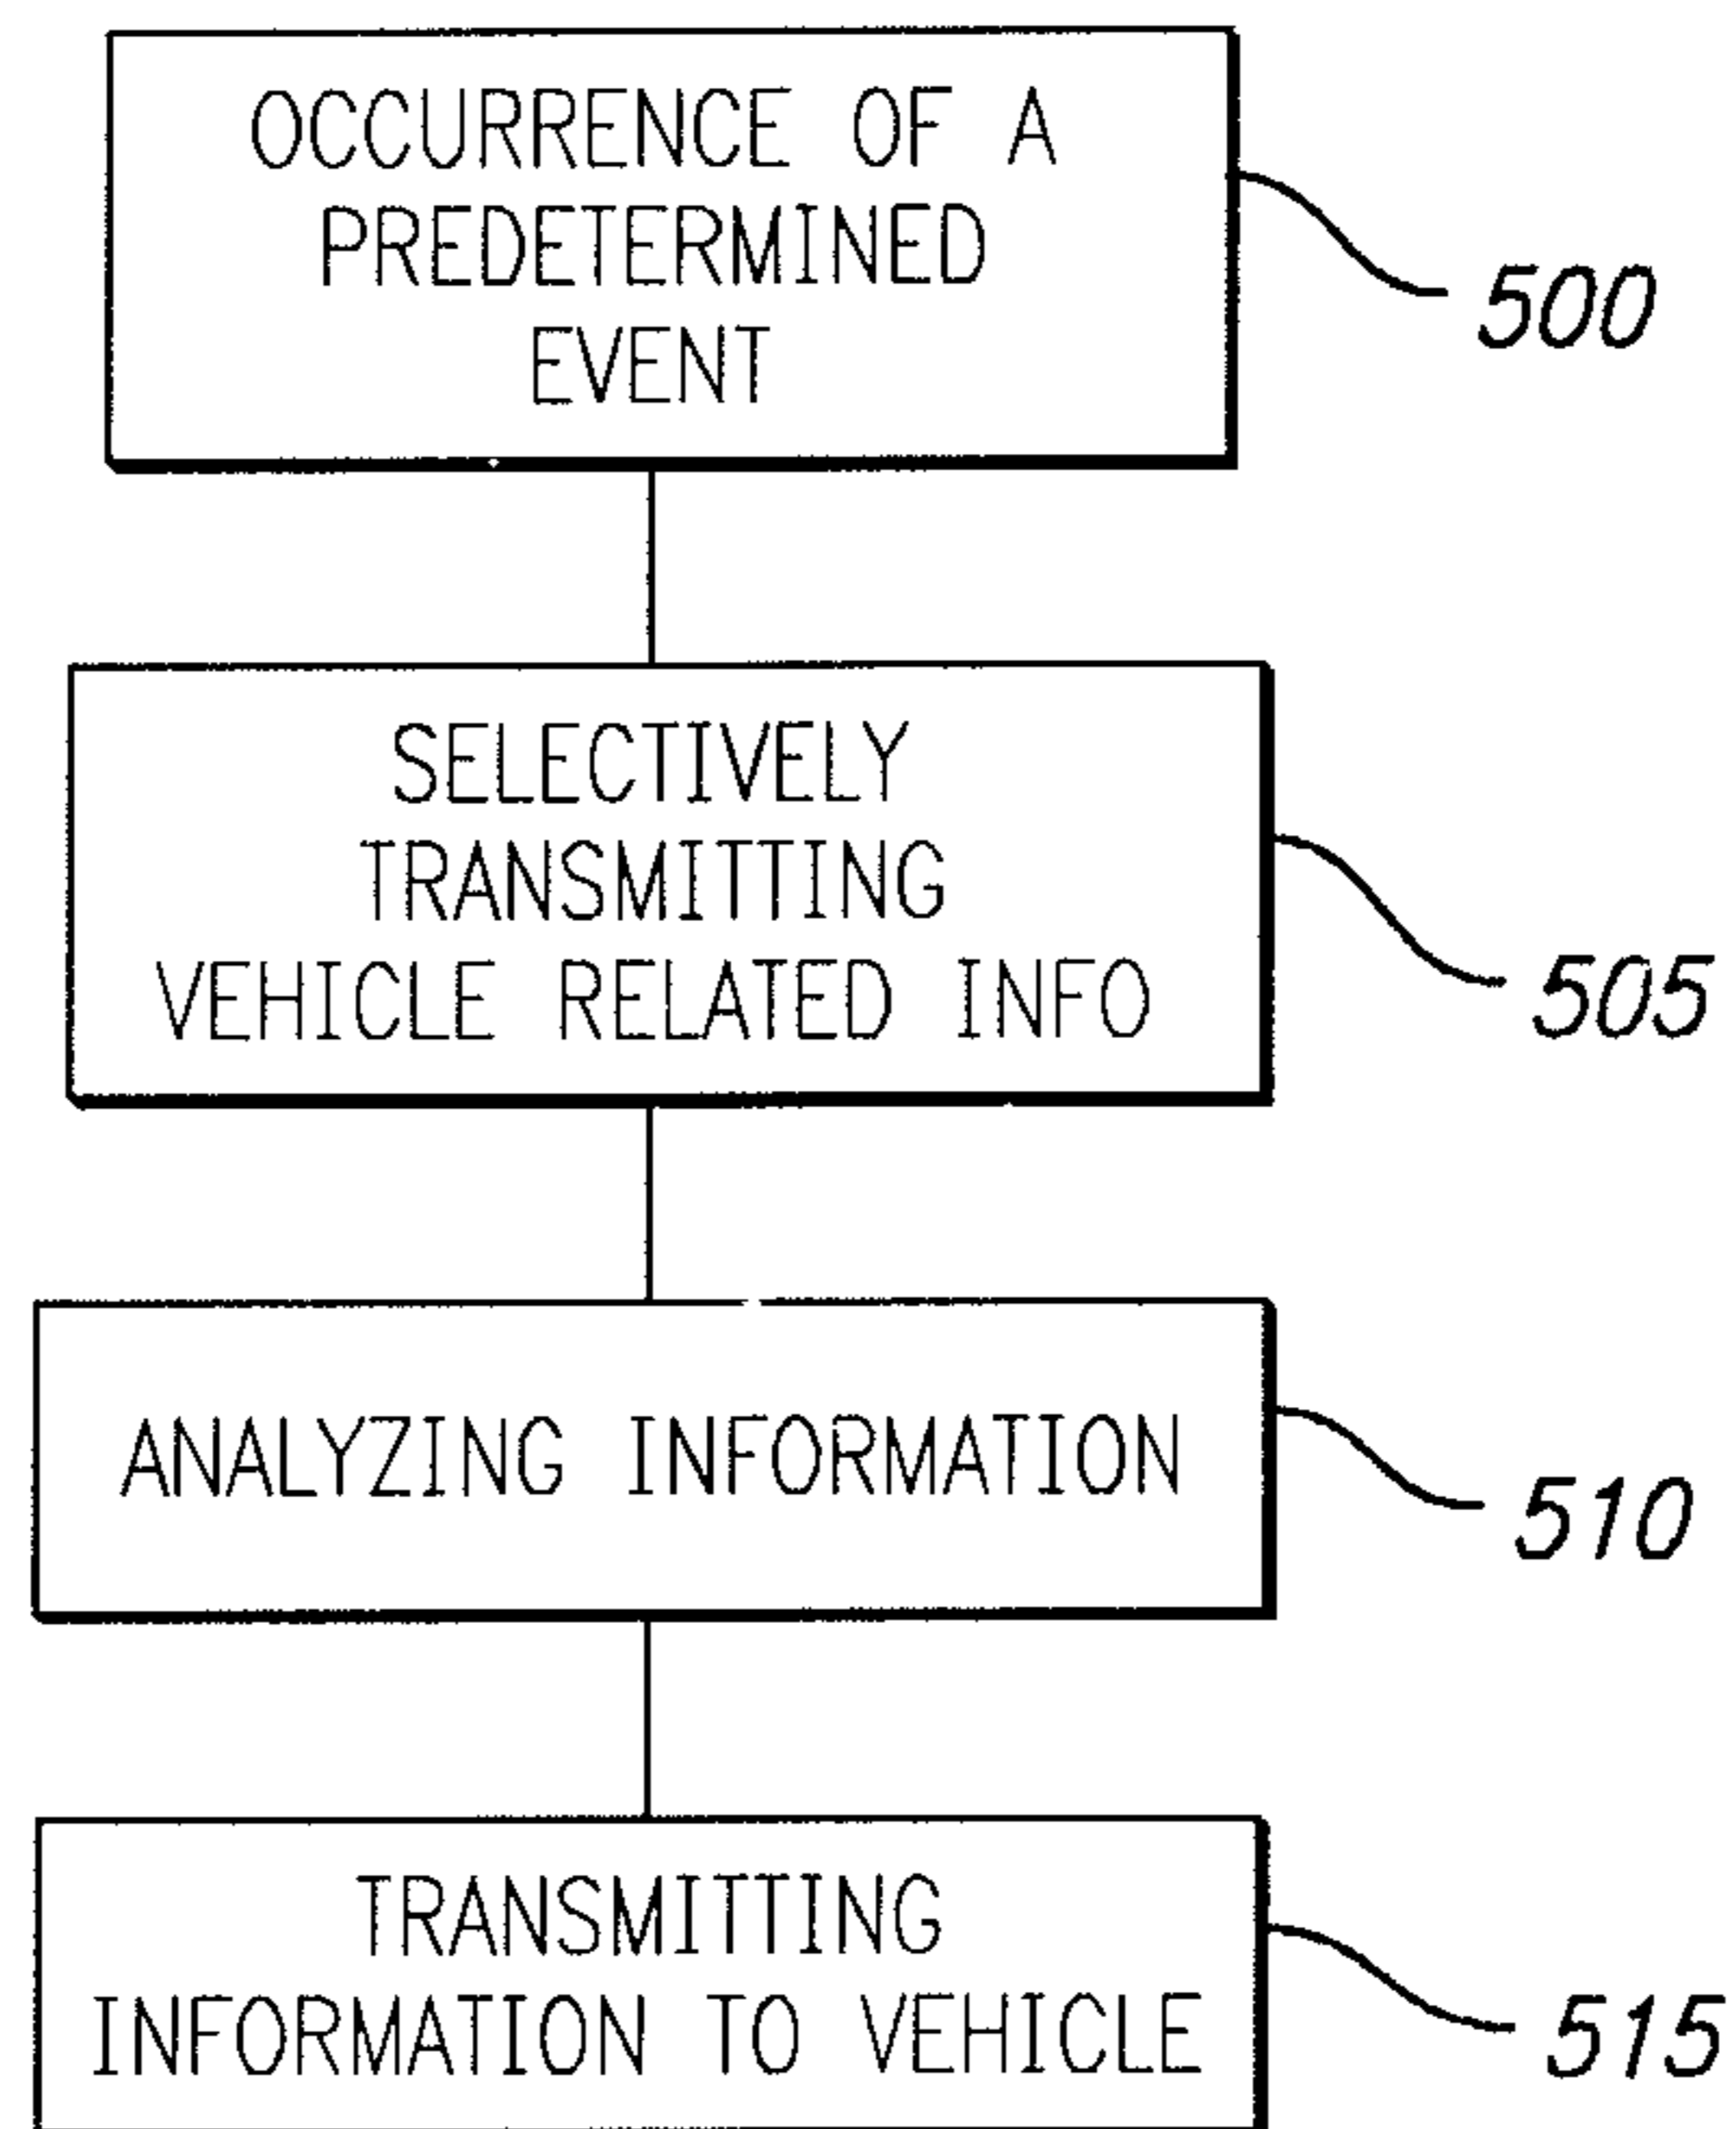 OCCURRENCE OF A
PREDETERMINED
EVENT
500
SELECTIVELY
TRANSMITTING
VEHICLE RELATED INFO
505
ANALYZING INFORMATION
510
TRANSMITTING
INFORMATION TO VEHICLE
515